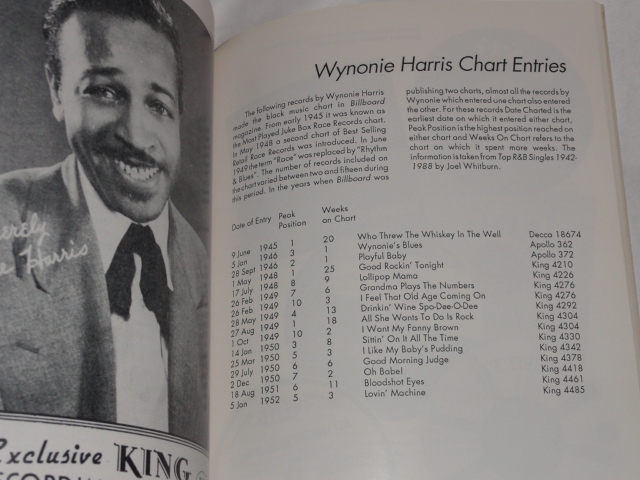 cerely
e Harris
Exclusive KING
Wynonie Harris Chart Entries
The following records by Wynonie Harris
made the black music chart in Billboard
magazine. From early 1945 it was known as
the Most Played Juke Box Race Records chart.
In May 1948 a second chart of Best Selling
Retail Race Records was introduced. In June
1949 the term "Race" was replaced by "Rhythm
& Blues". The number of records included on
the chart varied between two and fifteen during
this period. In the years when Billboard was
publishing two charts, almost all the records by
Wynonie which entered one chart also entered
the other. For these records Date Charted is the
earliest date on which it entered either chart,
Peak Position is the highest position reached on
either chart and Weeks On Chart refers to the
chart on which it spent more weeks. The
information is taken from Top R&B Singles 1942-
1988 by Joel Whitburn.
Date of Entry Peak Position Weeks on Chart
9 June 1945 1 20 Who Threw The Whiskey In The Well Decca 18674
5 Jan 1946 3 1 Wynonie's Blues Apollo 362
28 Sept 1946 2 1 Playful Baby Apollo 372
1 May 1948 1 25 Good Rockin' Tonight King 4210
17 July 1948 8 9 Lollipop Mama King 4226
26 Feb 1949 7 6 Grandma Plays The Numbers King 4276
26 Feb 1949 10 3 I Feel That Old Age Coming On King 4276
28 May 1949 4 13 Drinkin' Wine Spo-Dee-O-Dee King 4292
27 Aug 1949 1 18 All She Wants To Do Is Rock King 4304
1 Oct 1949 10 2 I Want My Fanny Brown King 4304
14 Jan 1950 3 8 Sittin' On It All The Time King 4330
25 Mar 1950 5 3 I Like My Baby's Pudding King 4342
29 July 1950 6 6 Good Morning Judge King 4378
2 Dec 1950 7 2 Oh Babe! King 4418
18 Aug 1951 6 11 Bloodshot Eyes King 4461
5 Jan 1952 5 3 Lovin' Machine King 4485